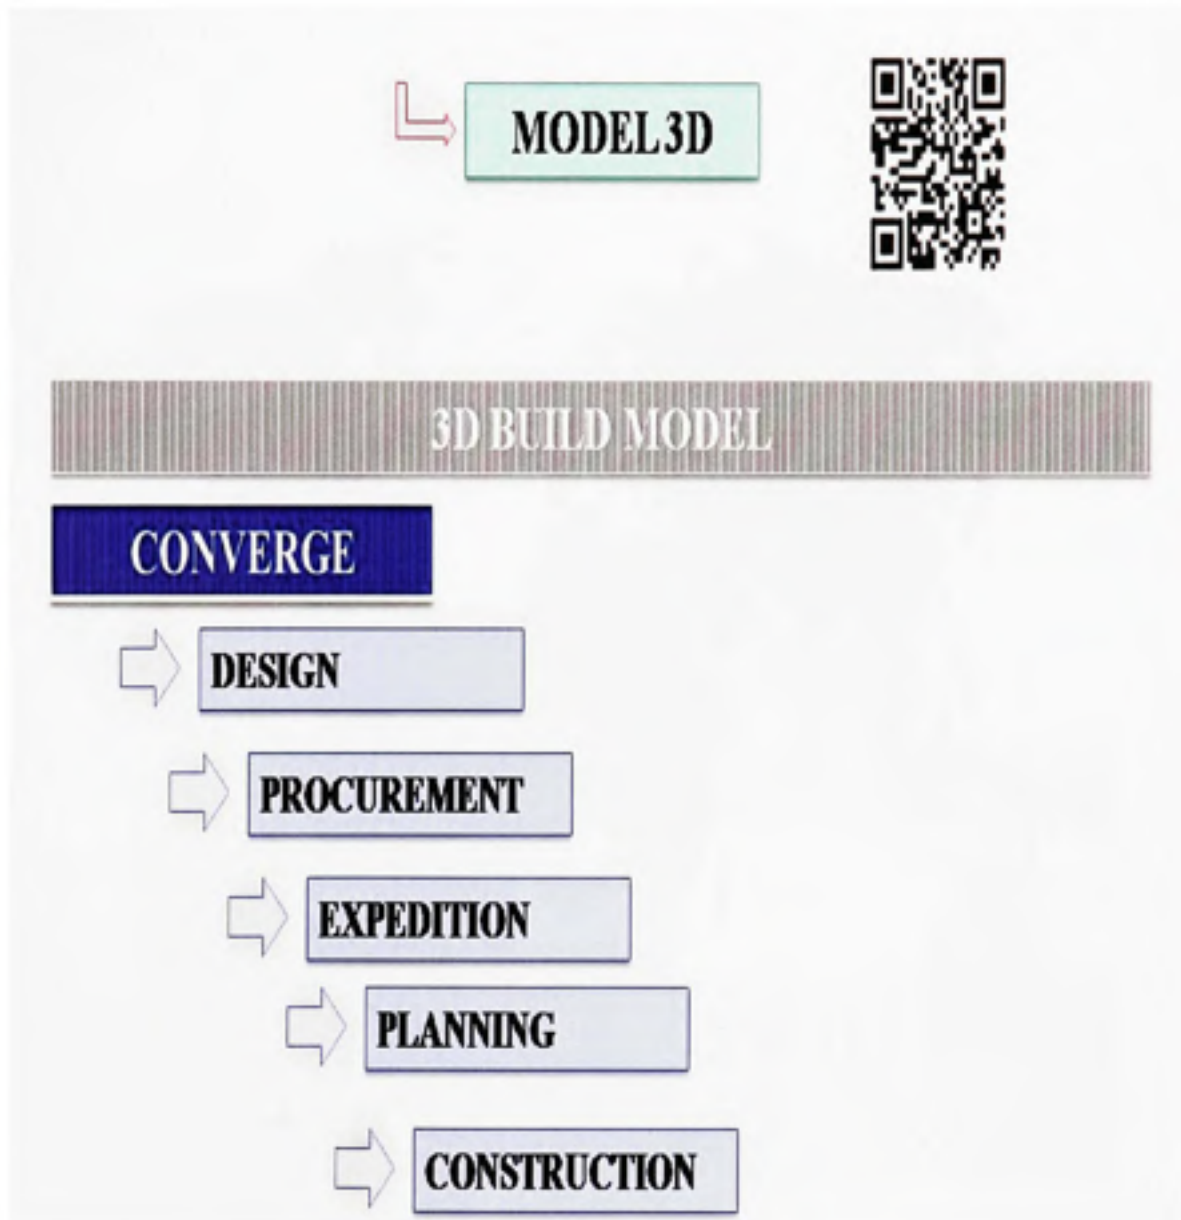 MODEL 3D
3D BUILD MODEL
CONVERGE
DESIGN
PROCUREMENT
EXPEDITION
PLANNING
CONSTRUCTION